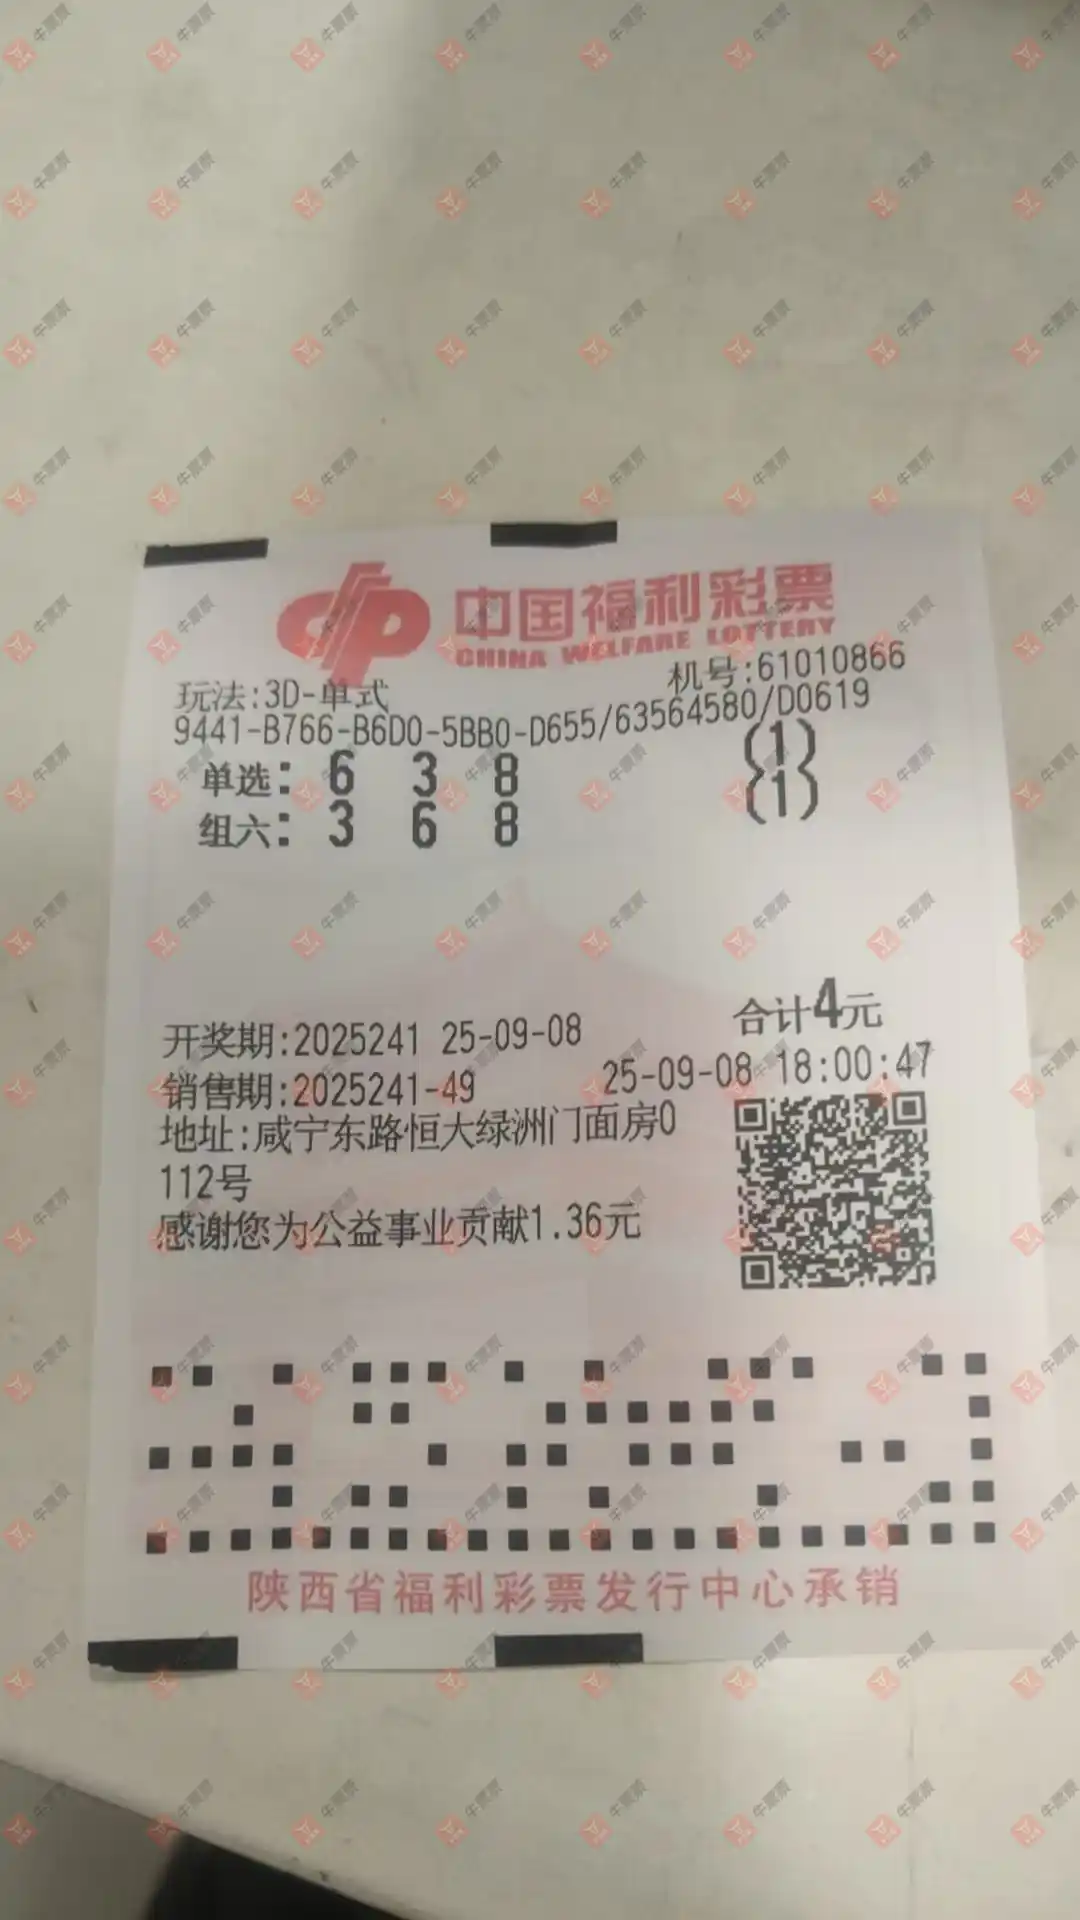 中国福利彩票
CHINA WELFARE LOTTERY
机号:61010866
玩法:3D-单式
9441-B766-B6D0-5BB0-D655/63564580/D0619
单选: 6 3 8 (1)
组六: 3 6 8 (1)
合计4元
开奖期:2025241 25-09-08
销售期:2025241-49 25-09-08 18:00:47
地址:咸宁东路恒大绿洲门面房0
112号
感谢您为公益事业贡献1.36元
陕西省福利彩票发行中心承销
牛票票